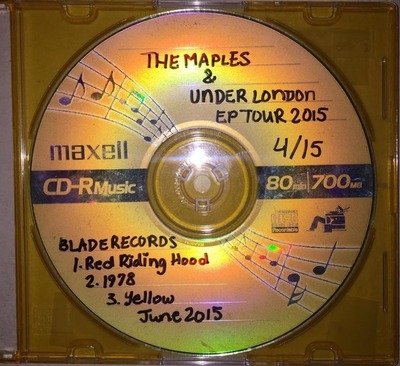 THE MAPLES
&
UNDER LONDON
EP TOUR 2015
maxell 4/15
CD-R Music 80min 700MB
BLADE RECORDS
1. Red Riding Hood
2. 1978
3. Yellow
June 2015